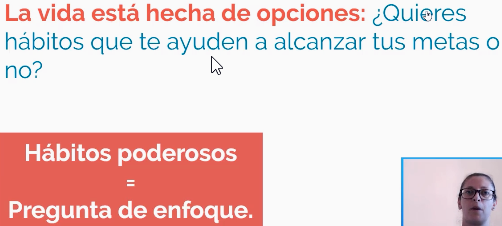 La vida está hecha de opciones: ¿Quieres
hábitos que te ayuden a alcanzar tus metas o
no?
Hábitos poderosos
=
Pregunta de enfoque.